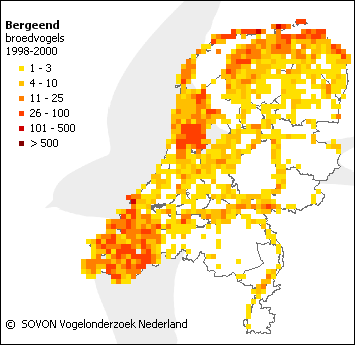 Bergeend
broedvogels
1998-2000
1 - 3
4 - 10
11 - 25
26 - 100
101 - 500
> 500
© SOVON Vogelonderzoek Nederland